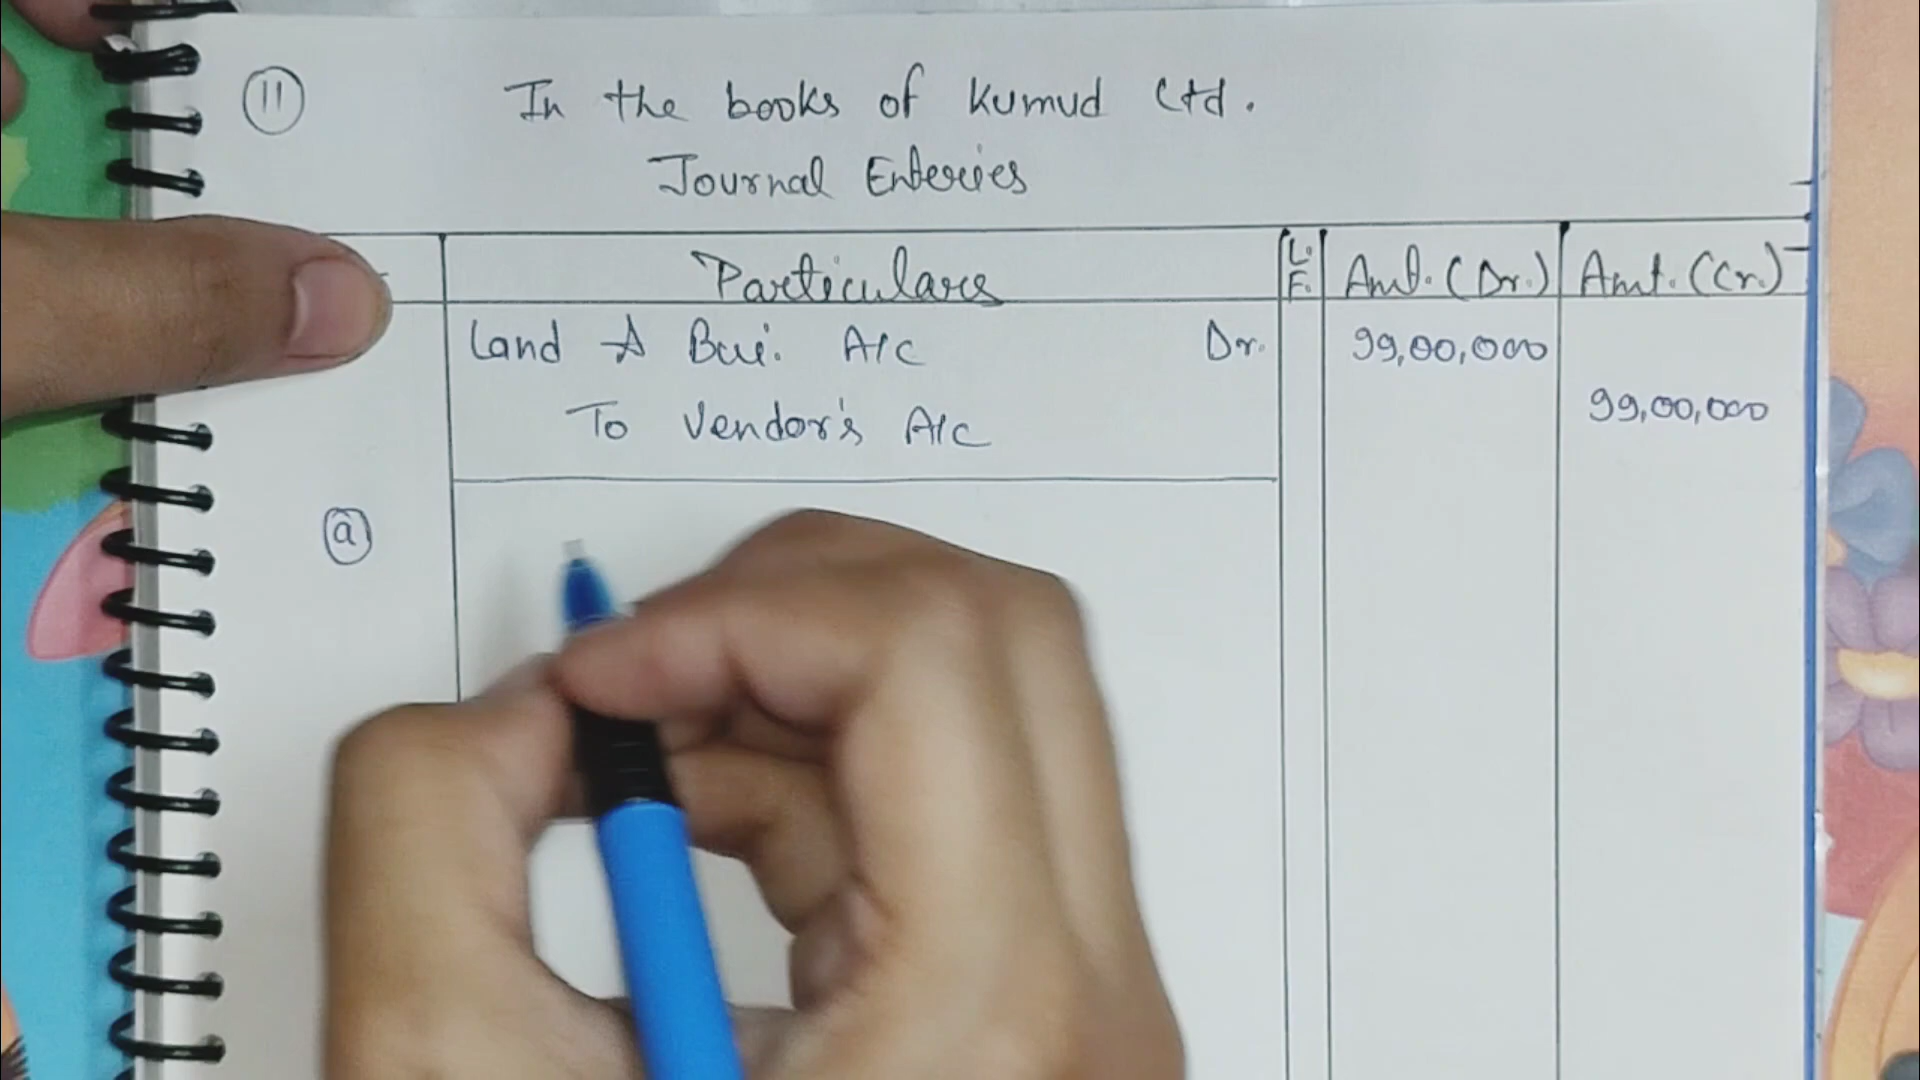 11 In the books of Kumud Ltd.
Journal Enteries
Particulars L.F. Amt. (Dr.) Amt. (Cr.)
Land & Bui. A/C Dr. 99,00,000
To Vendor's A/C 99,00,000
a